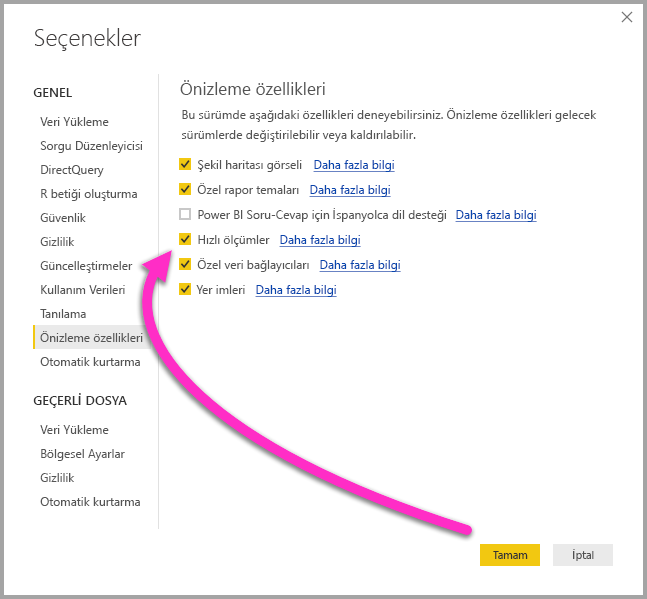 Seçenekler
GENEL
Veri Yükleme
Sorgu Düzenleyicisi
DirectQuery
R betiği oluşturma
Güvenlik
Gizlilik
Güncelleştirmeler
Kullanım Verileri
Tanılama
Önizleme özellikleri
Otomatik kurtarma
GEÇERLİ DOSYA
Veri Yükleme
Bölgesel Ayarlar
Gizlilik
Otomatik kurtarma
Önizleme özellikleri
Bu sürümde aşağıdaki özellikleri deneyebilirsiniz. Önizleme özellikleri gelecek
sürümlerde değiştirilebilir veya kaldırılabilir.
Şekil haritası görseli Daha fazla bilgi
Özel rapor temaları Daha fazla bilgi
Power BI Soru-Cevap için İspanyolca dil desteği Daha fazla bilgi
Hızlı ölçümler Daha fazla bilgi
Özel veri bağlayıcıları Daha fazla bilgi
Yer imleri Daha fazla bilgi
Tamam İptal